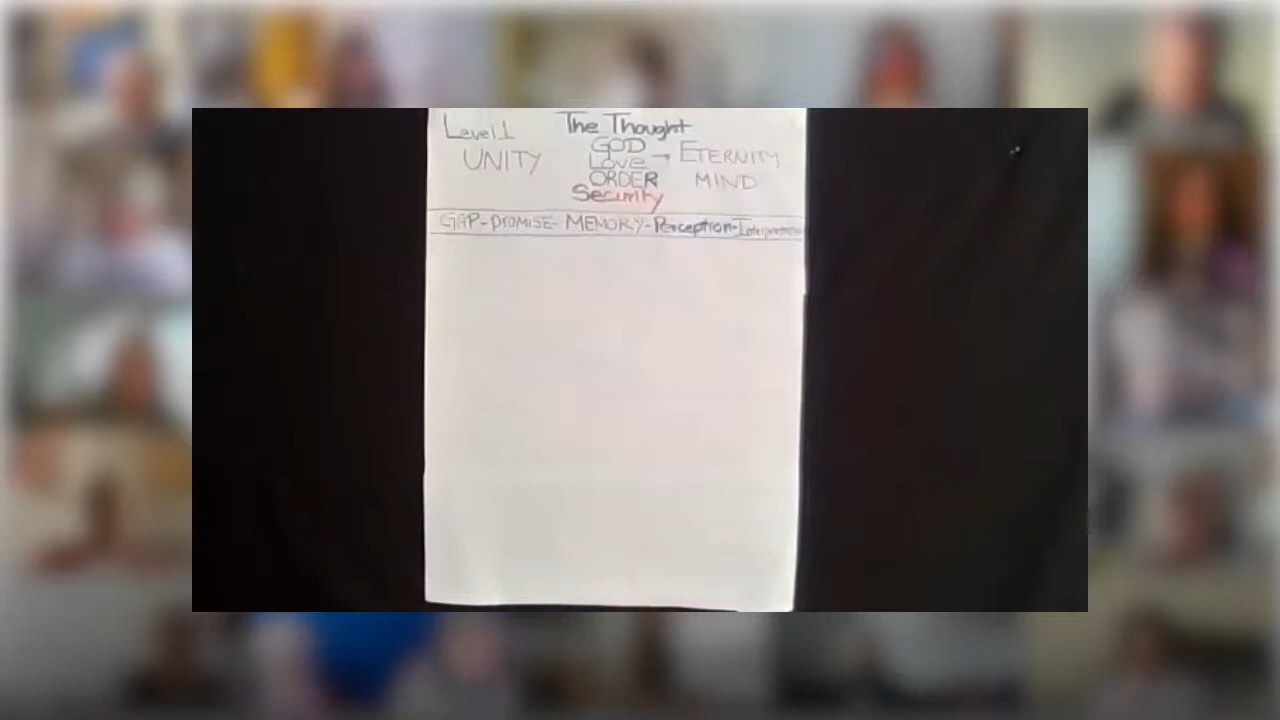 Level 1 The Thought
GOD
UNITY Love → ETERNITY
ORDER MIND
Security
GAP-PROMISE-MEMORY-Perception-Interpretation